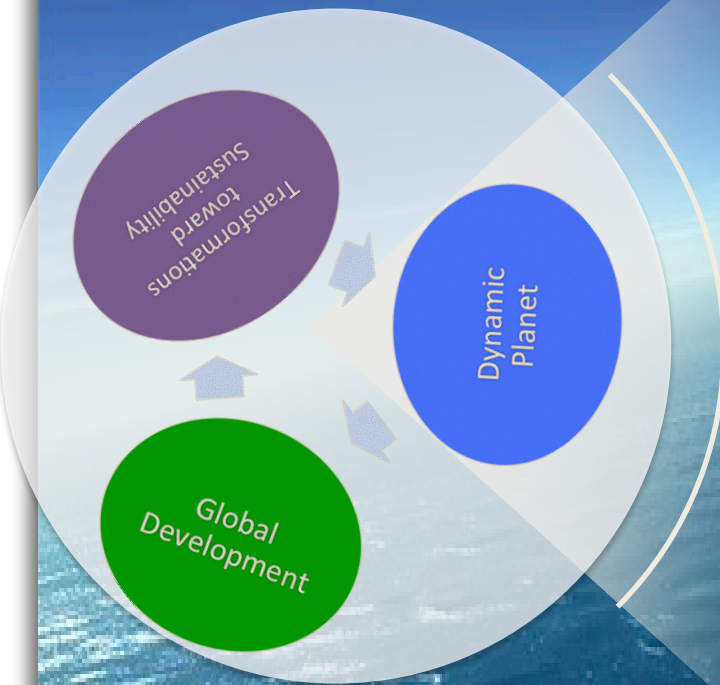 Transformations
toward
Sustainability
Dynamic
Planet
Global
Development